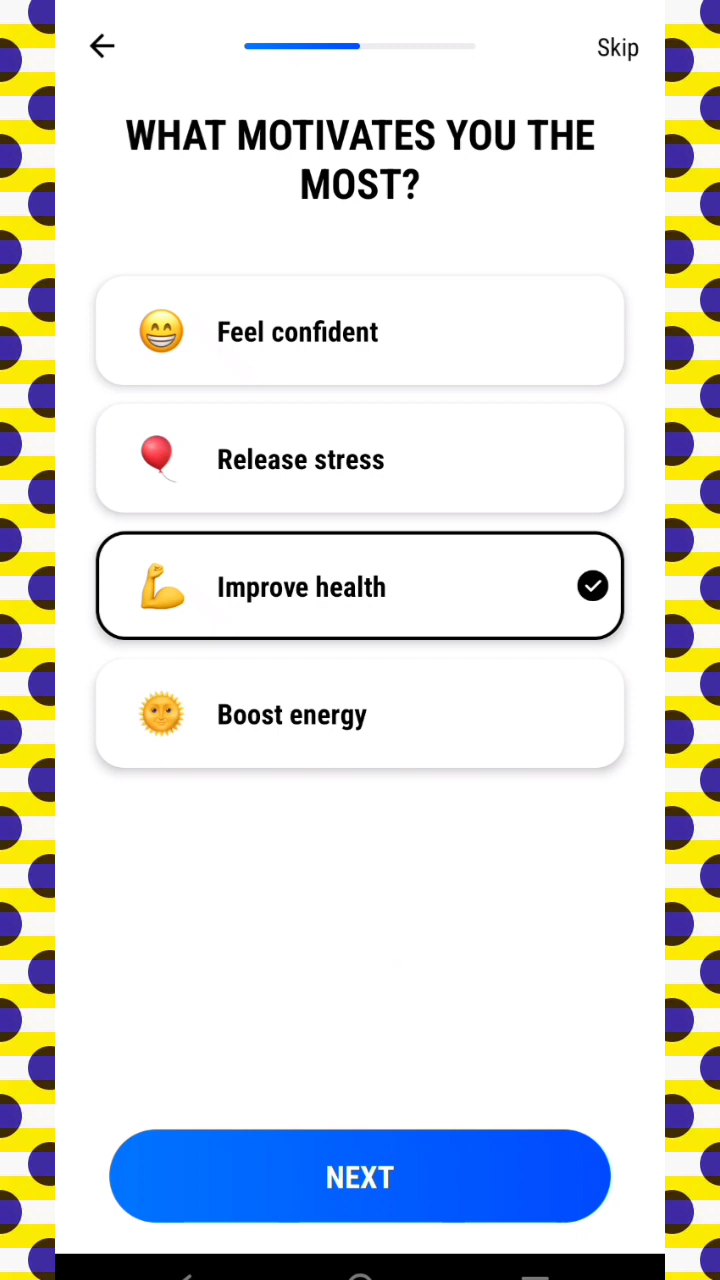 Skip
WHAT MOTIVATES YOU THE
MOST?
Feel confident
Release stress
Improve health
Boost energy
NEXT